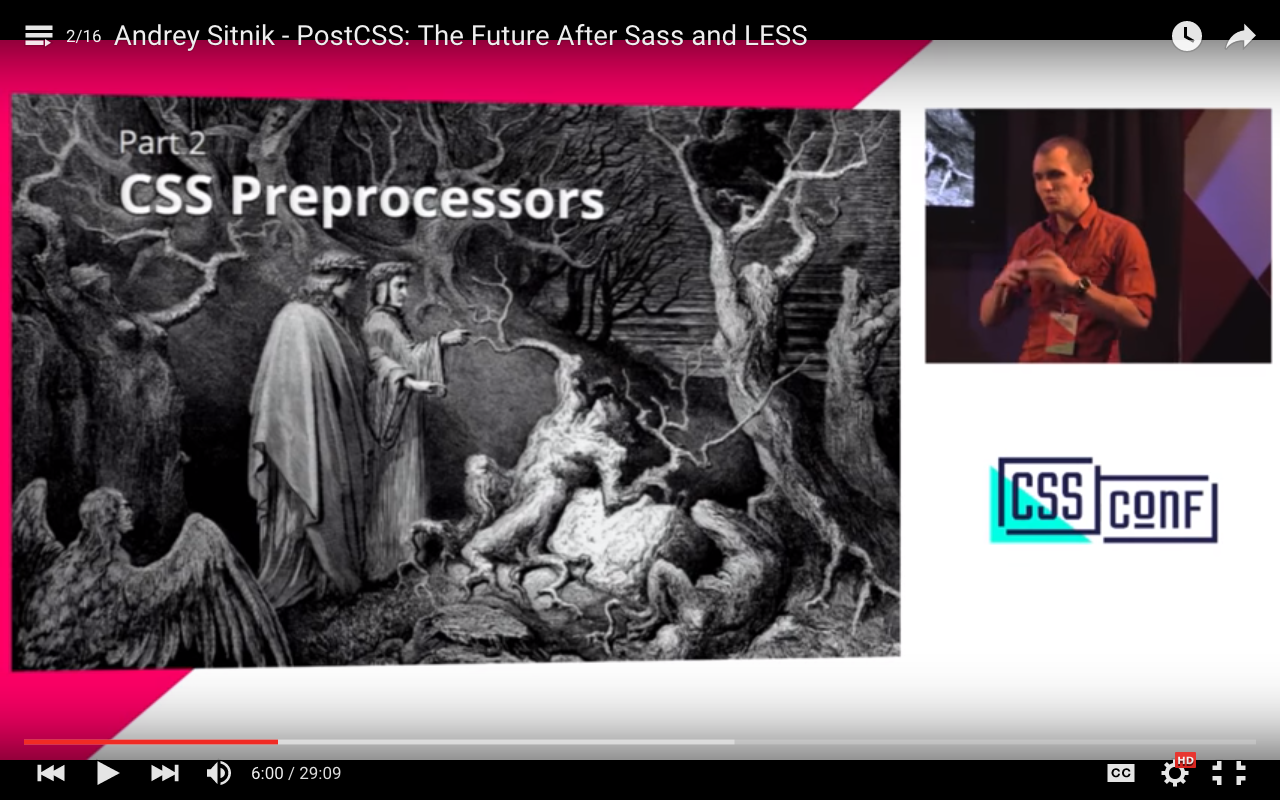 2/16 Andrey Sitnik - PostCSS: The Future After Sass and LESS
Part 2
CSS Preprocessors
CSS CONF
6:00 / 29:09
CC
HD